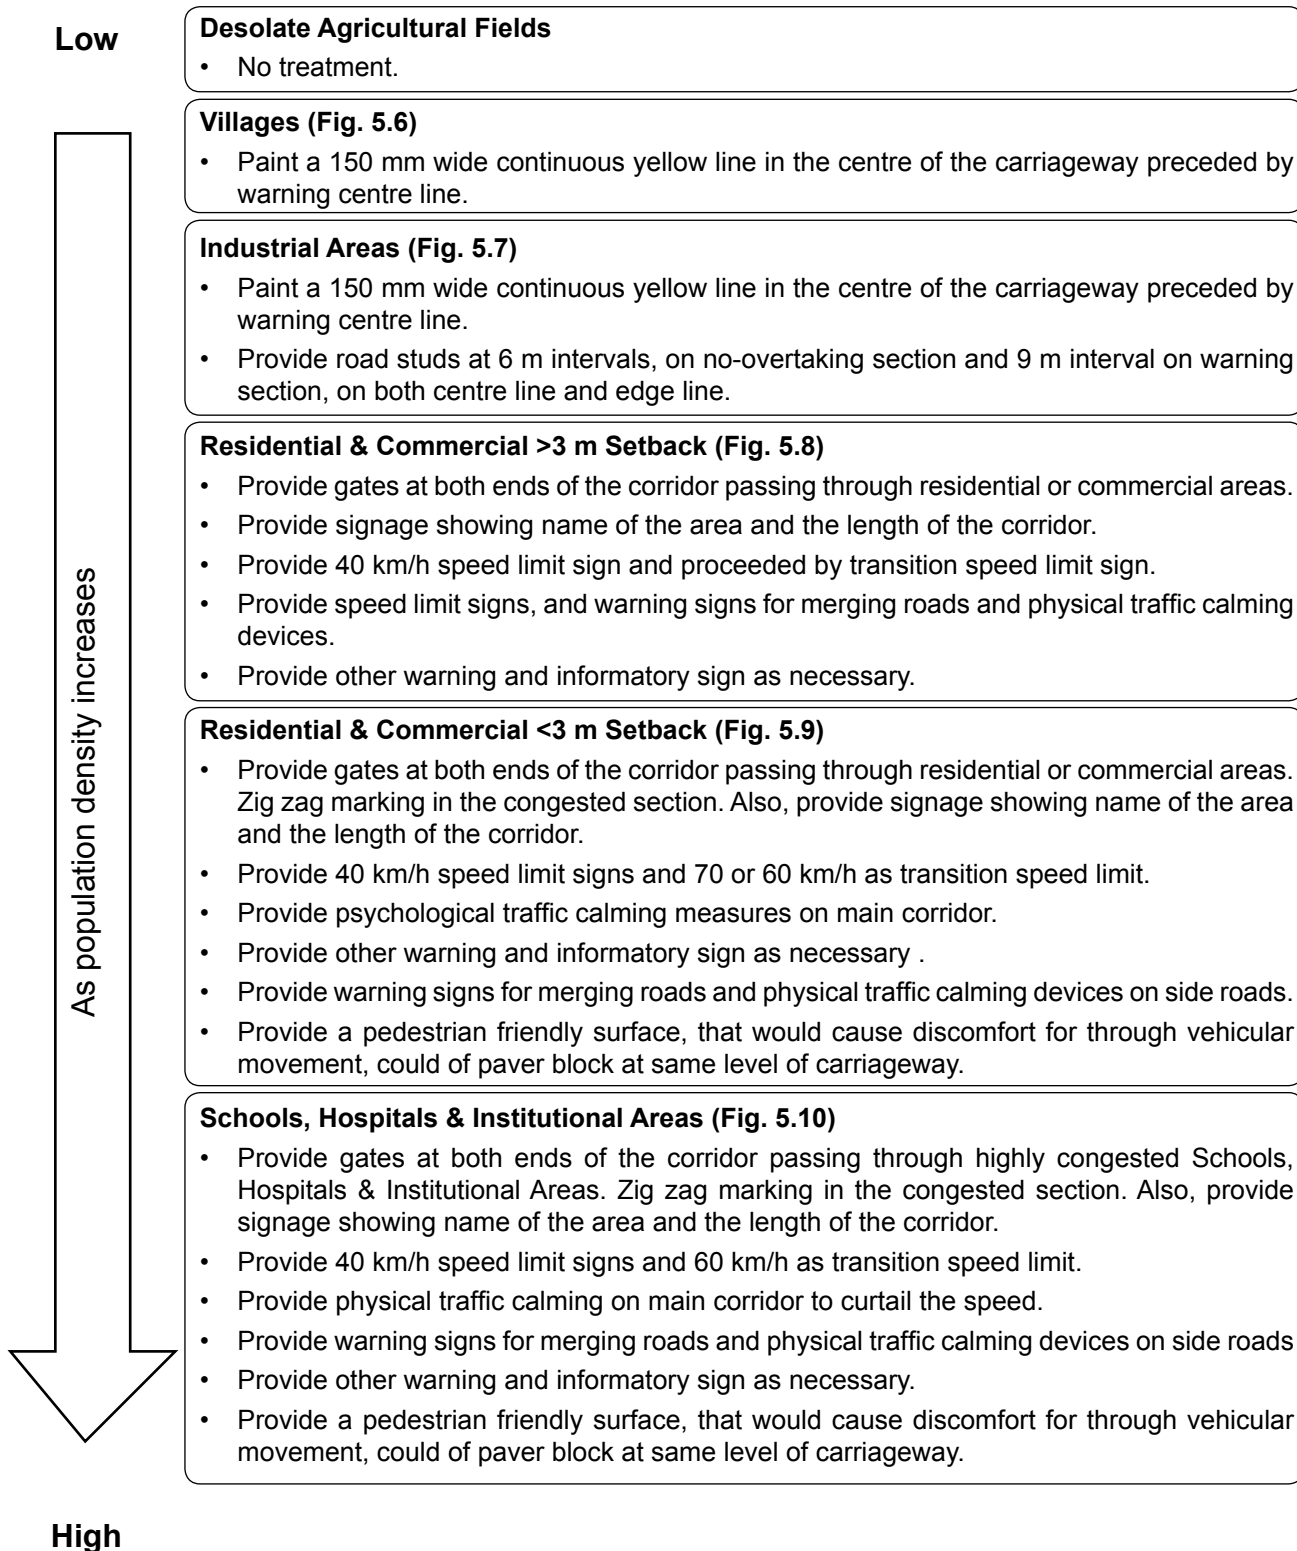 Low
Desolate Agricultural Fields
• No treatment.
Villages (Fig. 5.6)
• Paint a 150 mm wide continuous yellow line in the centre of the carriageway preceded by
warning centre line.
Industrial Areas (Fig. 5.7)
• Paint a 150 mm wide continuous yellow line in the centre of the carriageway preceded by
warning centre line.
• Provide road studs at 6 m intervals, on no-overtaking section and 9 m interval on warning
section, on both centre line and edge line.
Residential & Commercial >3 m Setback (Fig. 5.8)
• Provide gates at both ends of the corridor passing through residential or commercial areas.
• Provide signage showing name of the area and the length of the corridor.
• Provide 40 km/h speed limit sign and proceeded by transition speed limit sign.
• Provide speed limit signs, and warning signs for merging roads and physical traffic calming
devices.
• Provide other warning and informatory sign as necessary.
As population density increases
Residential & Commercial <3 m Setback (Fig. 5.9)
• Provide gates at both ends of the corridor passing through residential or commercial areas.
Zig zag marking in the congested section. Also, provide signage showing name of the area
and the length of the corridor.
• Provide 40 km/h speed limit signs and 70 or 60 km/h as transition speed limit.
• Provide psychological traffic calming measures on main corridor.
• Provide other warning and informatory sign as necessary .
• Provide warning signs for merging roads and physical traffic calming devices on side roads.
• Provide a pedestrian friendly surface, that would cause discomfort for through vehicular
movement, could of paver block at same level of carriageway.
Schools, Hospitals & Institutional Areas (Fig. 5.10)
• Provide gates at both ends of the corridor passing through highly congested Schools,
Hospitals & Institutional Areas. Zig zag marking in the congested section. Also, provide
signage showing name of the area and the length of the corridor.
• Provide 40 km/h speed limit signs and 60 km/h as transition speed limit.
• Provide physical traffic calming on main corridor to curtail the speed.
• Provide warning signs for merging roads and physical traffic calming devices on side roads
• Provide other warning and informatory sign as necessary.
• Provide a pedestrian friendly surface, that would cause discomfort for through vehicular
movement, could of paver block at same level of carriageway.
High